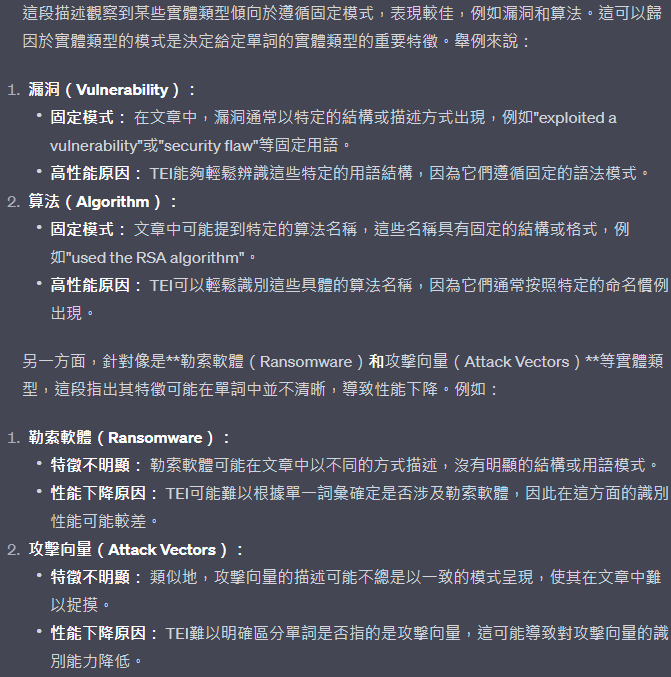 這段描述觀察到某些實體類型傾向於遵循固定模式，表現較佳，例如漏洞和算法。這可以歸
因於實體類型的模式是決定給定單詞的實體類型的重要特徵。舉例來說：
1. 漏洞（Vulnerability）：
• 固定模式： 在文章中，漏洞通常以特定的結構或描述方式出現，例如"exploited a
vulnerability"或"security flaw"等固定用語。
• 高性能原因： TEI能夠輕鬆辨識這些特定的用語結構，因為它們遵循固定的語法模式。
2. 算法（Algorithm）：
• 固定模式： 文章中可能提到特定的算法名稱，這些名稱具有固定的結構或格式，例
如"used the RSA algorithm"。
• 高性能原因： TEI可以輕鬆識別這些具體的算法名稱，因為它們通常按照特定的命名慣例
出現。
另一方面，針對像是**勒索軟體（Ransomware）和攻擊向量（Attack Vectors）**等實體類
型，這段指出其特徵可能在單詞中並不清晰，導致性能下降。例如：
1. 勒索軟體（Ransomware）：
• 特徵不明顯： 勒索軟體可能在文章中以不同的方式描述，沒有明顯的結構或用語模式。
• 性能下降原因： TEI可能難以根據單一詞彙確定是否涉及勒索軟體，因此在這方面的識別
性能可能較差。
2. 攻擊向量（Attack Vectors）：
• 特徵不明顯： 類似地，攻擊向量的描述可能不總是以一致的模式呈現，使其在文章中難
以捉摸。
• 性能下降原因： TEI難以明確區分單詞是否指的是攻擊向量，這可能導致對攻擊向量的識
別能力降低。